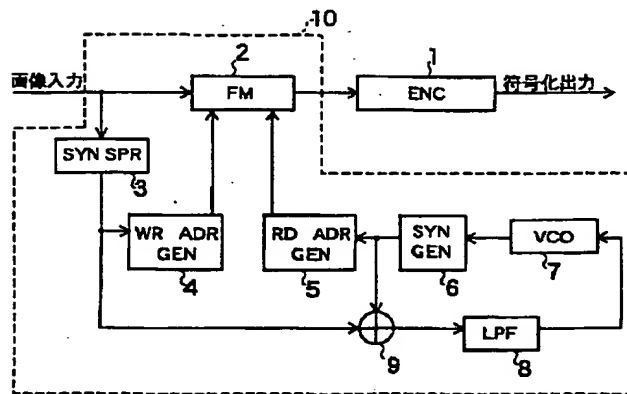 10
画像入力
2
FM
1
ENC
符号化出力
SYN SPR
3
WR ADR
GEN
4
RD ADR
GEN
5
SYN
GEN
6
VCO
7
9
LPF
8